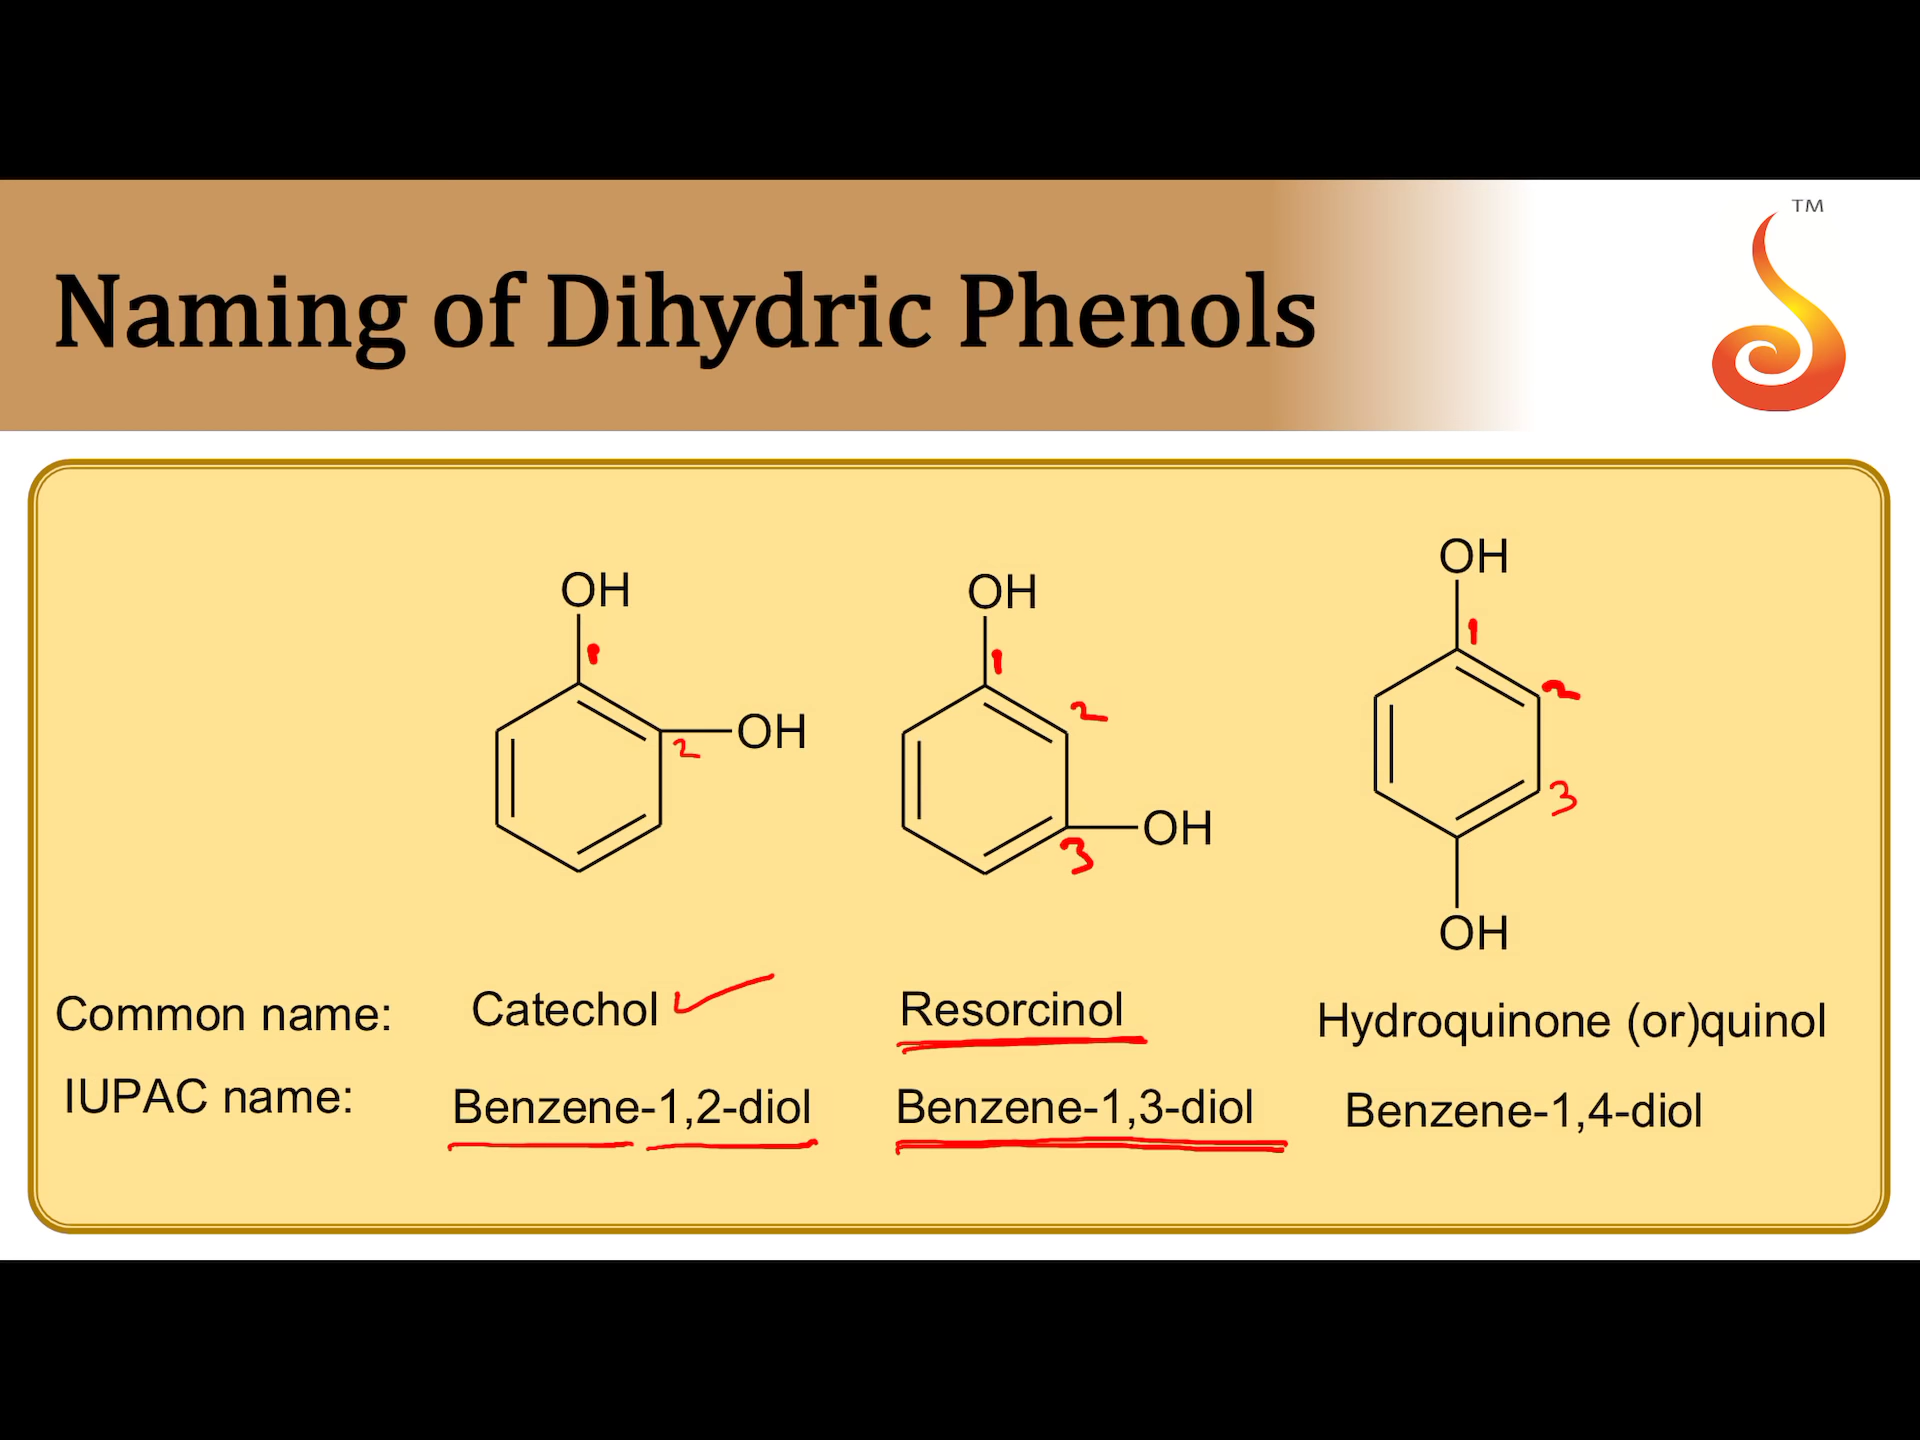 TM
Naming of Dihydric Phenols
OH
OH
OH
1
1
1
2
2
OH
2
3
OH
3
OH
Common name: Catechol Resorcinol Hydroquinone (or)quinol
IUPAC name: Benzene-1,2-diol Benzene-1,3-diol Benzene-1,4-diol